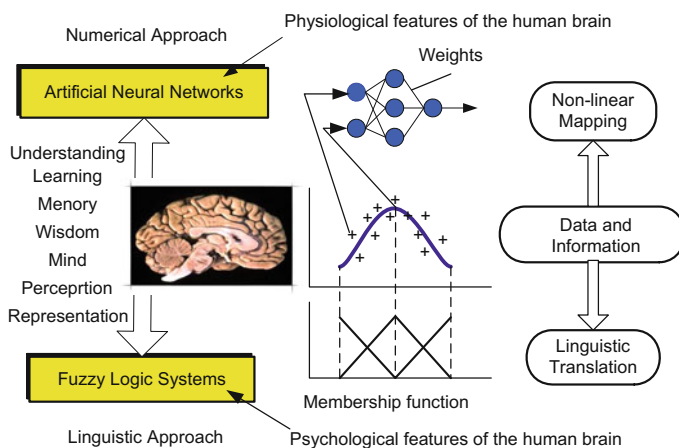 Numerical Approach
Physiological features of the human brain
Artificial Neural Networks
Weights
Non-linear
Mapping
Understanding
Learning
Menory
Wisdom
Mind
Perceprtion
Representation
Data and
Information
Linguistic
Translation
Fuzzy Logic Systems
Membership function
Linguistic Approach
Psychological features of the human brain